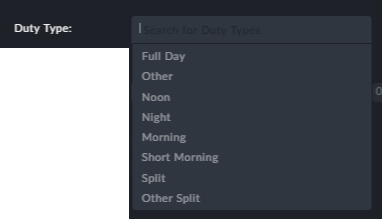 Duty Type:
Search for Duty Types
Full Day
Other
Noon
Night
Morning
Short Morning
Split
Other Split